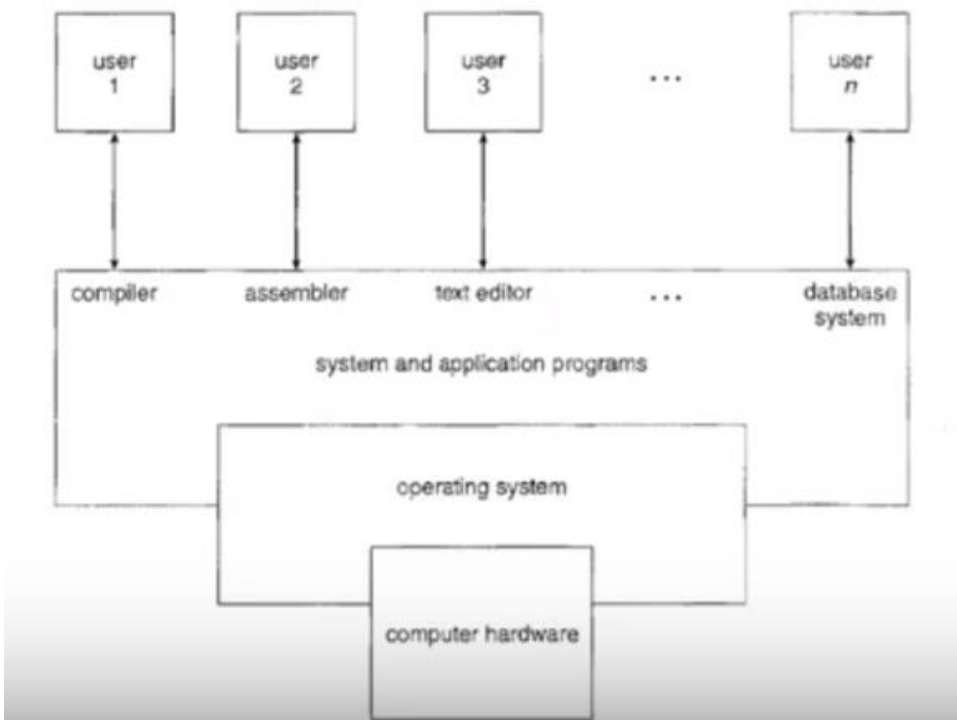 user
1
user
2
user
3
...
user
n
compiler
assembler
text editor
...
database
system
system and application programs
operating system
computer hardware